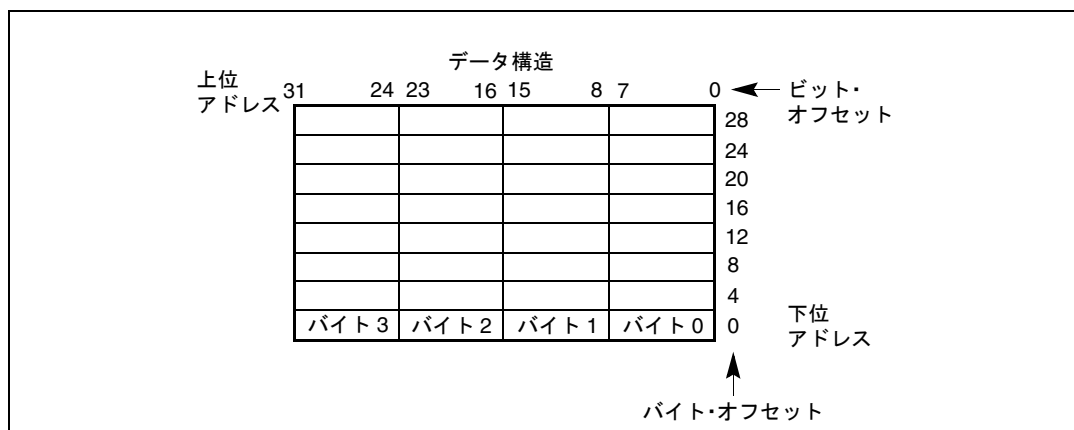 データ構造
上位
アドレス
31 24 23 16 15 8 7 0
ビット・
オフセット
28
24
20
16
12
8
4
バイト3 バイト2 バイト1 バイト0 0
下位
アドレス
バイト・オフセット